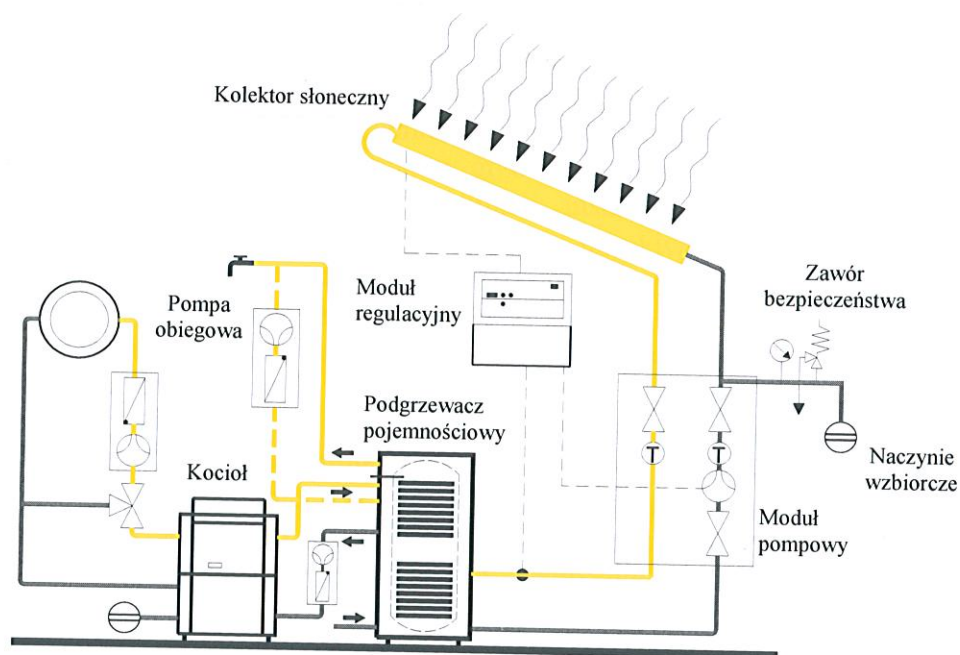 Kolektor słoneczny
Zawór
bezpieczeństwa
Pompa
obiegowa
Moduł
regulacyjny
Podgrzewacz
pojemnościowy
Kocioł
T
T
Naczynie
wzbiorcze
Moduł
pompowy